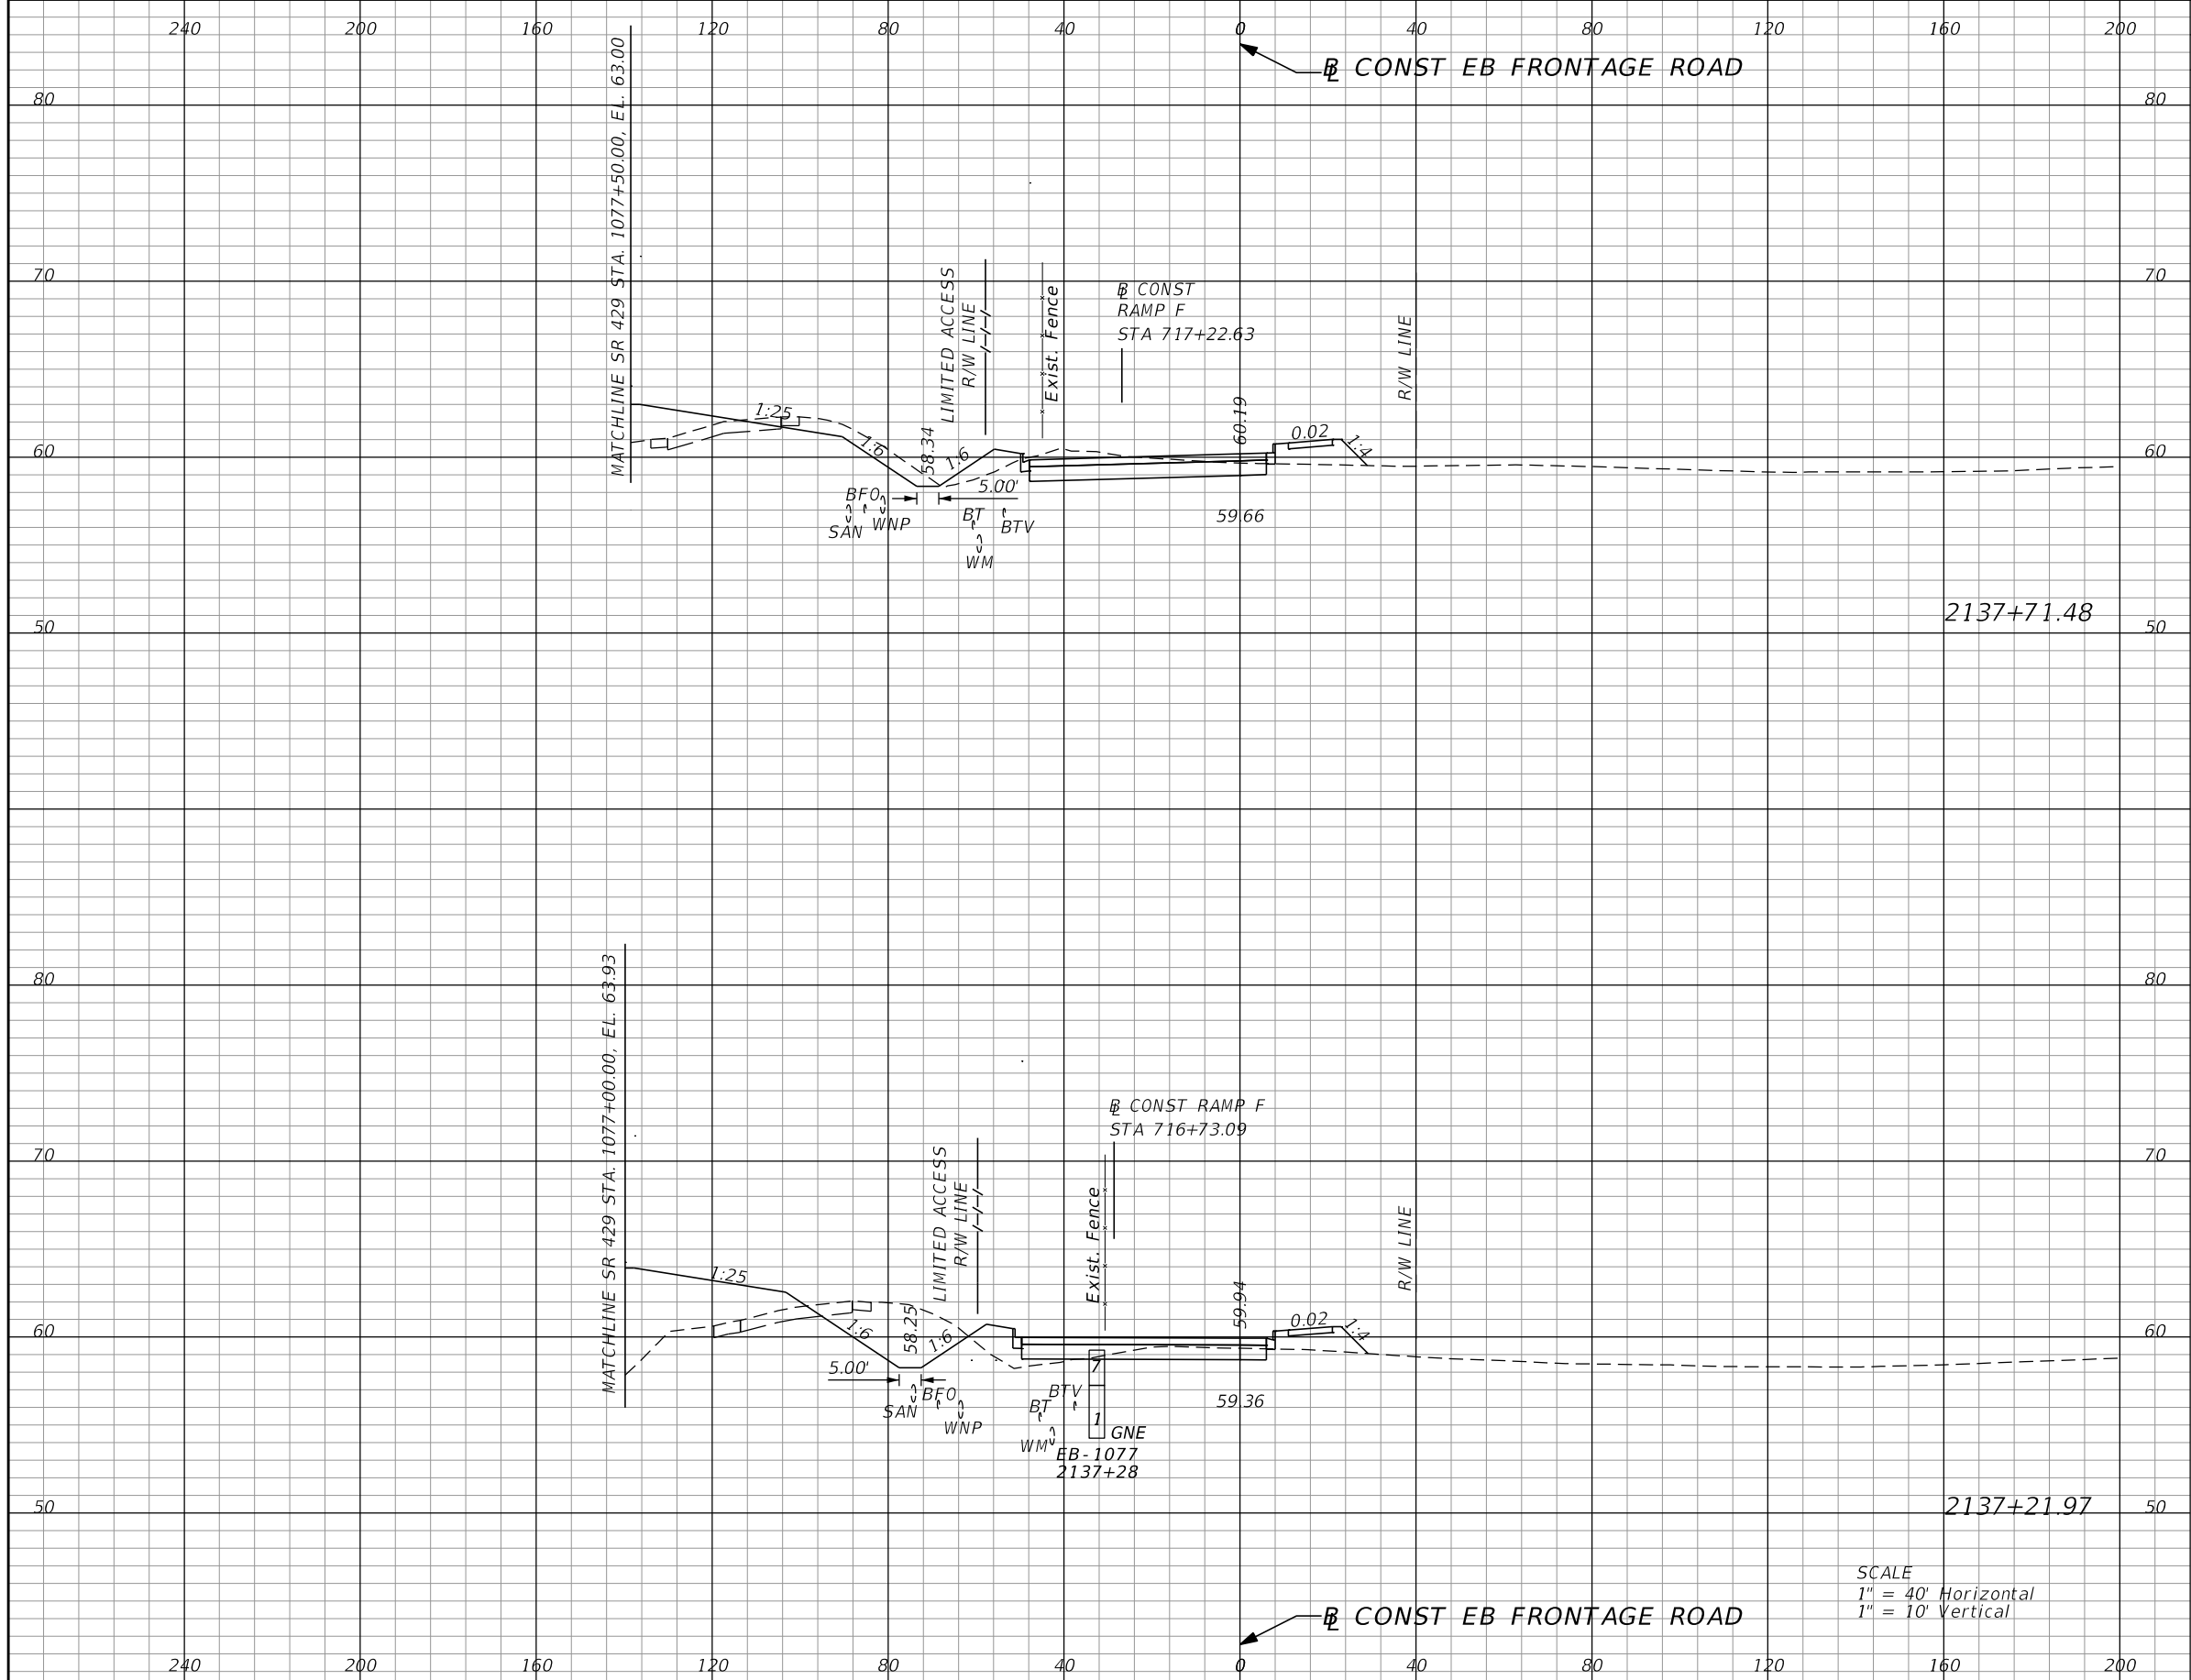 240 200 160 120 80 40 0 40 80 120 160 200
℄ CONST EB FRONTAGE ROAD
80 80
MATCHLINE SR 429 STA. 1077+50.00, EL. 63.00
70 70
LIMITED ACCESS
R/W LINE
Exist. Fence
℄ CONST
RAMP F
STA 717+22.63
R/W LINE
60 60
1:25
1:6
58.34
1:6
60.19
0.02
1:4
5.00'
BFO
SAN
WNP
BT
BTV
WM
59.66
2137+71.48
50 50
80 80
MATCHLINE SR 429 STA. 1077+00.00, EL. 63.93
℄ CONST RAMP F
STA 716+73.09
70 70
LIMITED ACCESS
R/W LINE
Exist. Fence
R/W LINE
1:25
60 60
1:6
58.25
1:6
59.94
0.02
1:4
5.00'
SAN
BFO
WNP
BT
BTV
WM
7
1
GNE
EB-1077
2137+28
59.36
2137+21.97
50 50
SCALE
1" = 40' Horizontal
1" = 10' Vertical
℄ CONST EB FRONTAGE ROAD
240 200 160 120 80 40 0 40 80 120 160 200